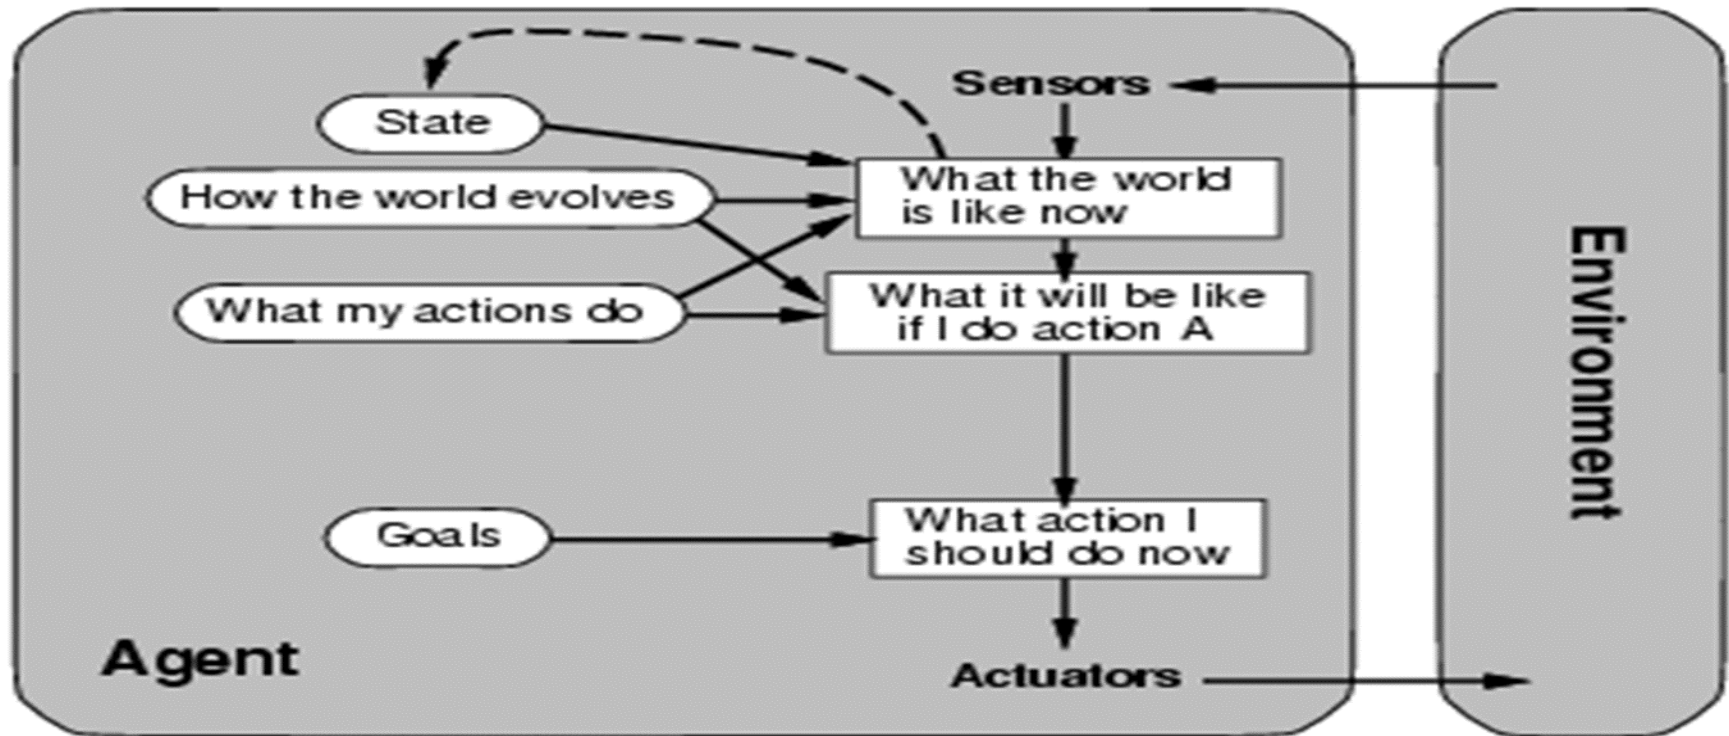 Sensors
State
What the world
is like now
How the world evolves
What it will be like
if I do action A
What my actions do
Environment
What action I
should do now
Goals
Agent
Actuators